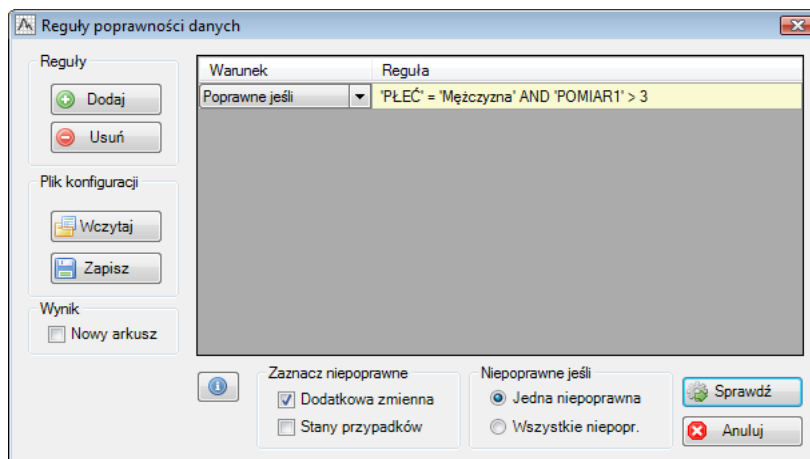 Reguły poprawności danych
Reguły
Dodaj
Usuń
Plik konfiguracji
Wczytaj
Zapisz
Wynik
Nowy arkusz
Warunek Reguła
Poprawne jeśli 'PŁEĆ' = 'Mężczyzna' AND 'POMIAR1' > 3
Zaznacz niepoprawne
Dodatkowa zmienna
Stany przypadków
Niepoprawne jeśli
Jedna niepoprawna
Wszystkie niepopr.
Sprawdź
Anuluj